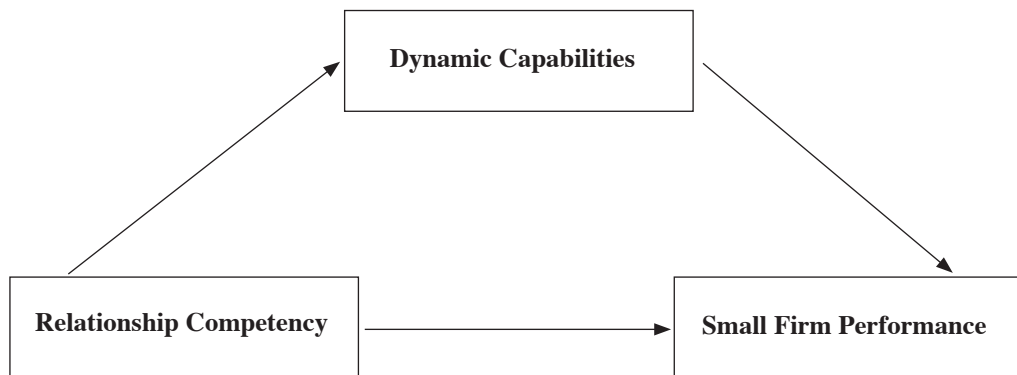 Dynamic Capabilities
Relationship Competency
Small Firm Performance